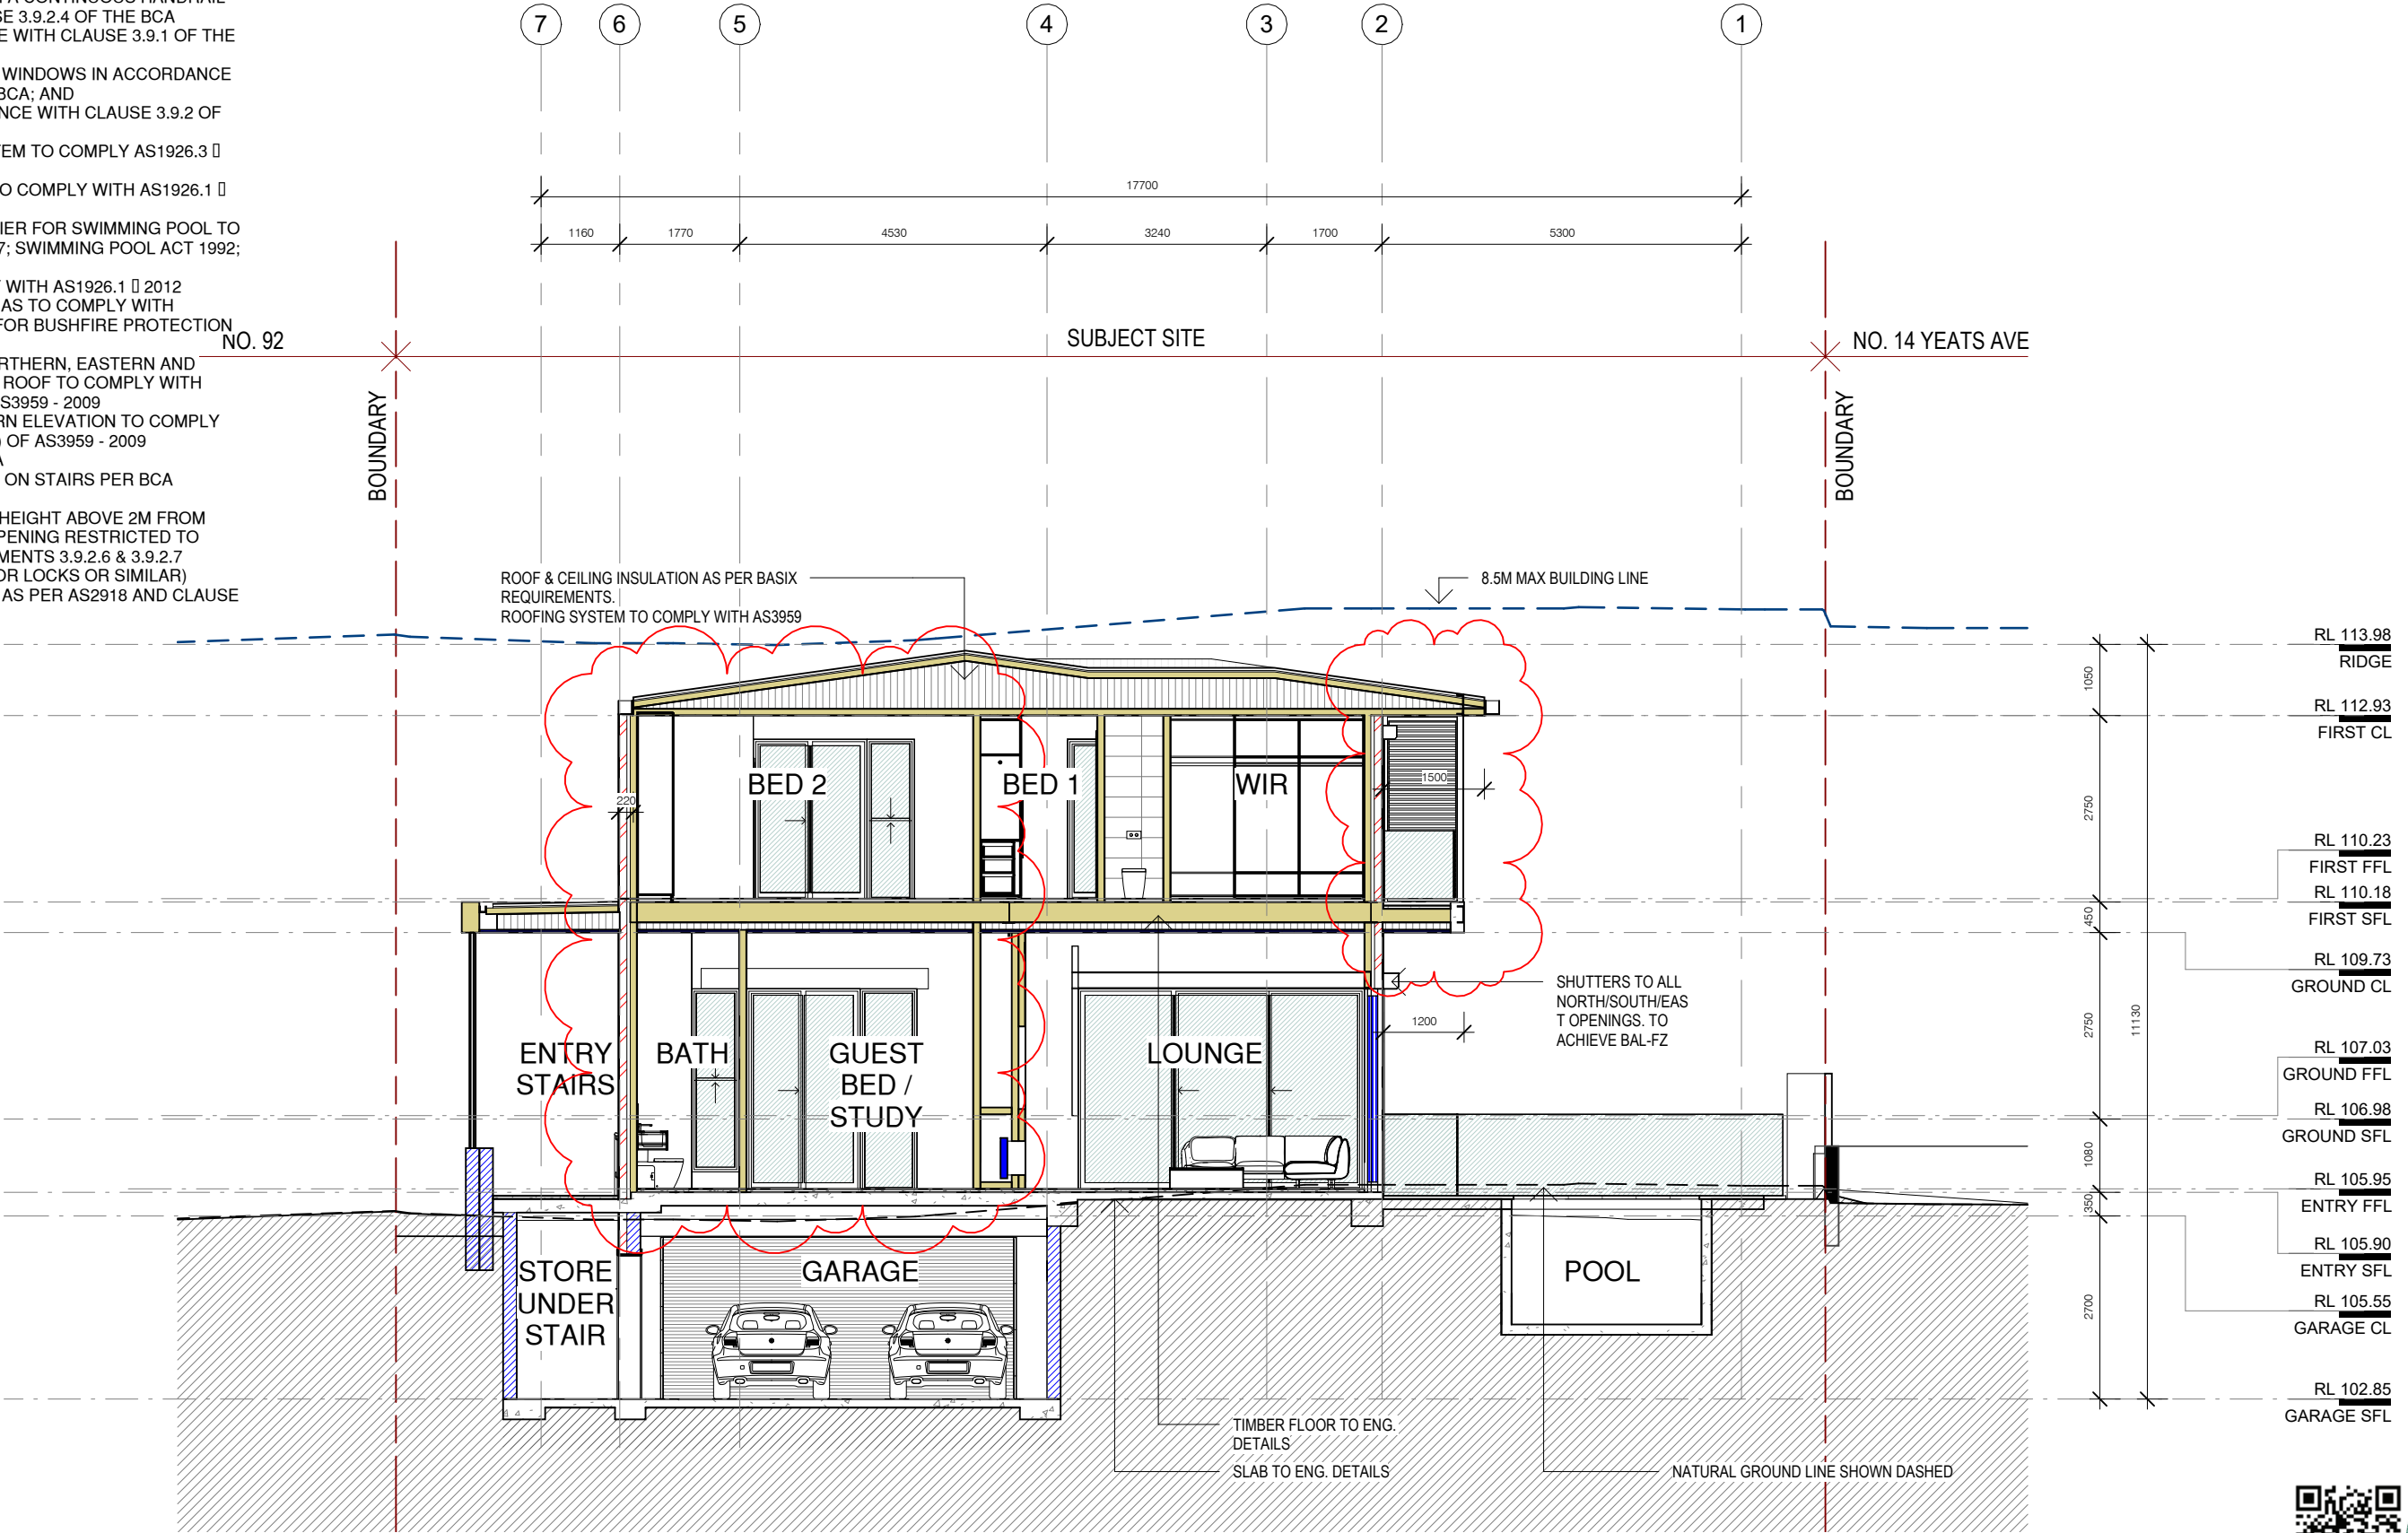 SE 3.9.2.4 OF THE BCA
E WITH CLAUSE 3.9.1 OF THE
WINDOWS IN ACCORDANCE
BCA; AND
NCE WITH CLAUSE 3.9.2 OF
TEM TO COMPLY AS1926.3 ▯
O COMPLY WITH AS1926.1 ▯
IER FOR SWIMMING POOL TO
7; SWIMMING POOL ACT 1992;
WITH AS1926.1 ▯ 2012
AS TO COMPLY WITH
FOR BUSHFIRE PROTECTION
RTHERN, EASTERN AND
ROOF TO COMPLY WITH
S3959 - 2009
RN ELEVATION TO COMPLY
) OF AS3959 - 2009
ON STAIRS PER BCA
HEIGHT ABOVE 2M FROM
PENING RESTRICTED TO
MENTS 3.9.2.6 & 3.9.2.7
OR LOCKS OR SIMILAR)
AS PER AS2918 AND CLAUSE
7
6
5
4
3
2
1
17700
1160
1770
4530
3240
1700
5300
NO. 92
SUBJECT SITE
NO. 14 YEATS AVE
BOUNDARY
BOUNDARY
ROOF & CEILING INSULATION AS PER BASIX
REQUIREMENTS.
ROOFING SYSTEM TO COMPLY WITH AS3959
8.5M MAX BUILDING LINE
BED 2
BED 1
WIR
220
1500
ENTRY
STAIRS
BATH
GUEST
BED /
STUDY
LOUNGE
1200
SHUTTERS TO ALL
NORTH/SOUTH/EAS
T OPENINGS. TO
ACHIEVE BAL-FZ
STORE
UNDER
STAIR
GARAGE
POOL
TIMBER FLOOR TO ENG.
DETAILS
SLAB TO ENG. DETAILS
NATURAL GROUND LINE SHOWN DASHED
1050
2750
450
2750
1080
350
2700
11130
RL 113.98
RIDGE
RL 112.93
FIRST CL
RL 110.23
FIRST FFL
RL 110.18
FIRST SFL
RL 109.73
GROUND CL
RL 107.03
GROUND FFL
RL 106.98
GROUND SFL
RL 105.95
ENTRY FFL
RL 105.90
ENTRY SFL
RL 105.55
GARAGE CL
RL 102.85
GARAGE SFL